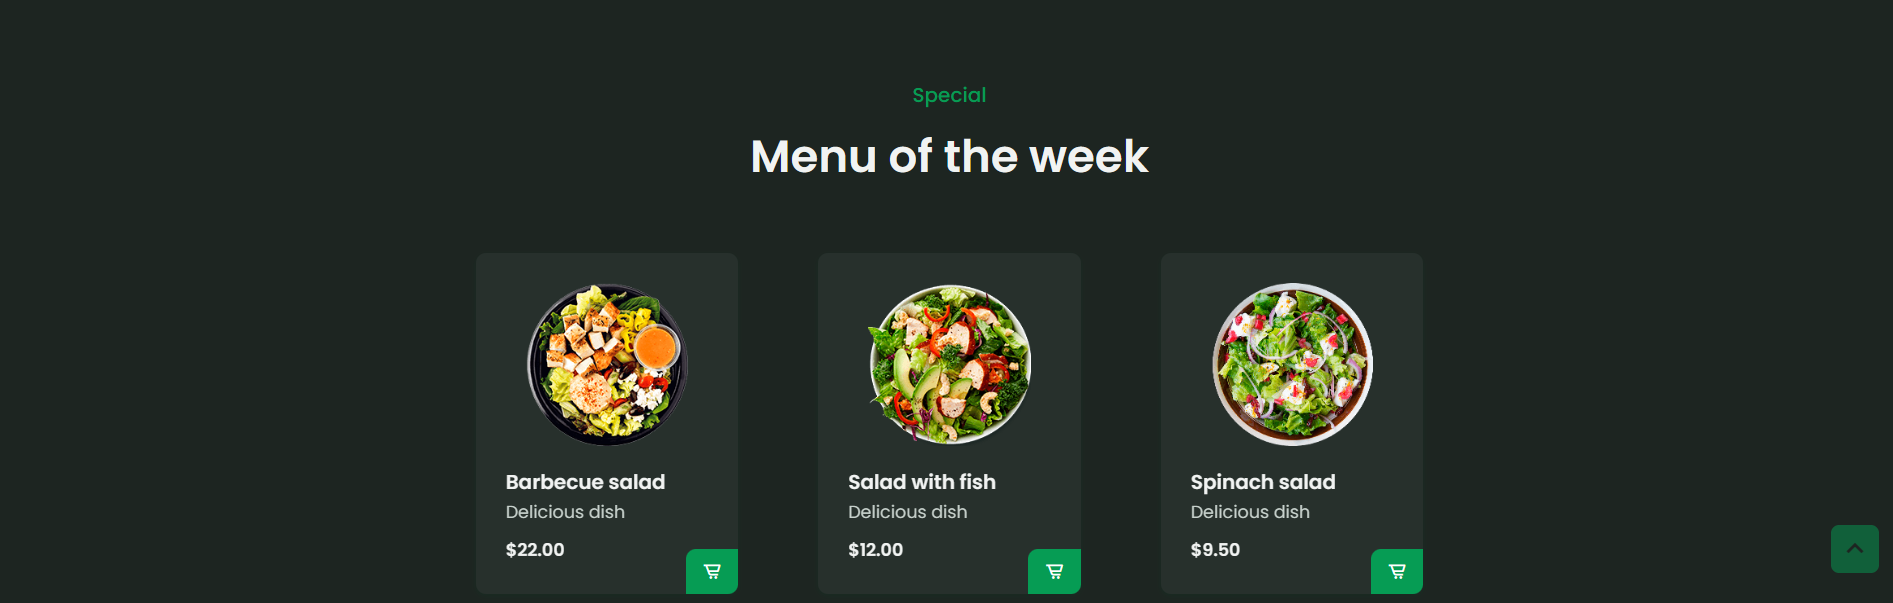 Special
Menu of the week
Barbecue salad
Delicious dish
$22.00
Salad with fish
Delicious dish
$12.00
Spinach salad
Delicious dish
$9.50